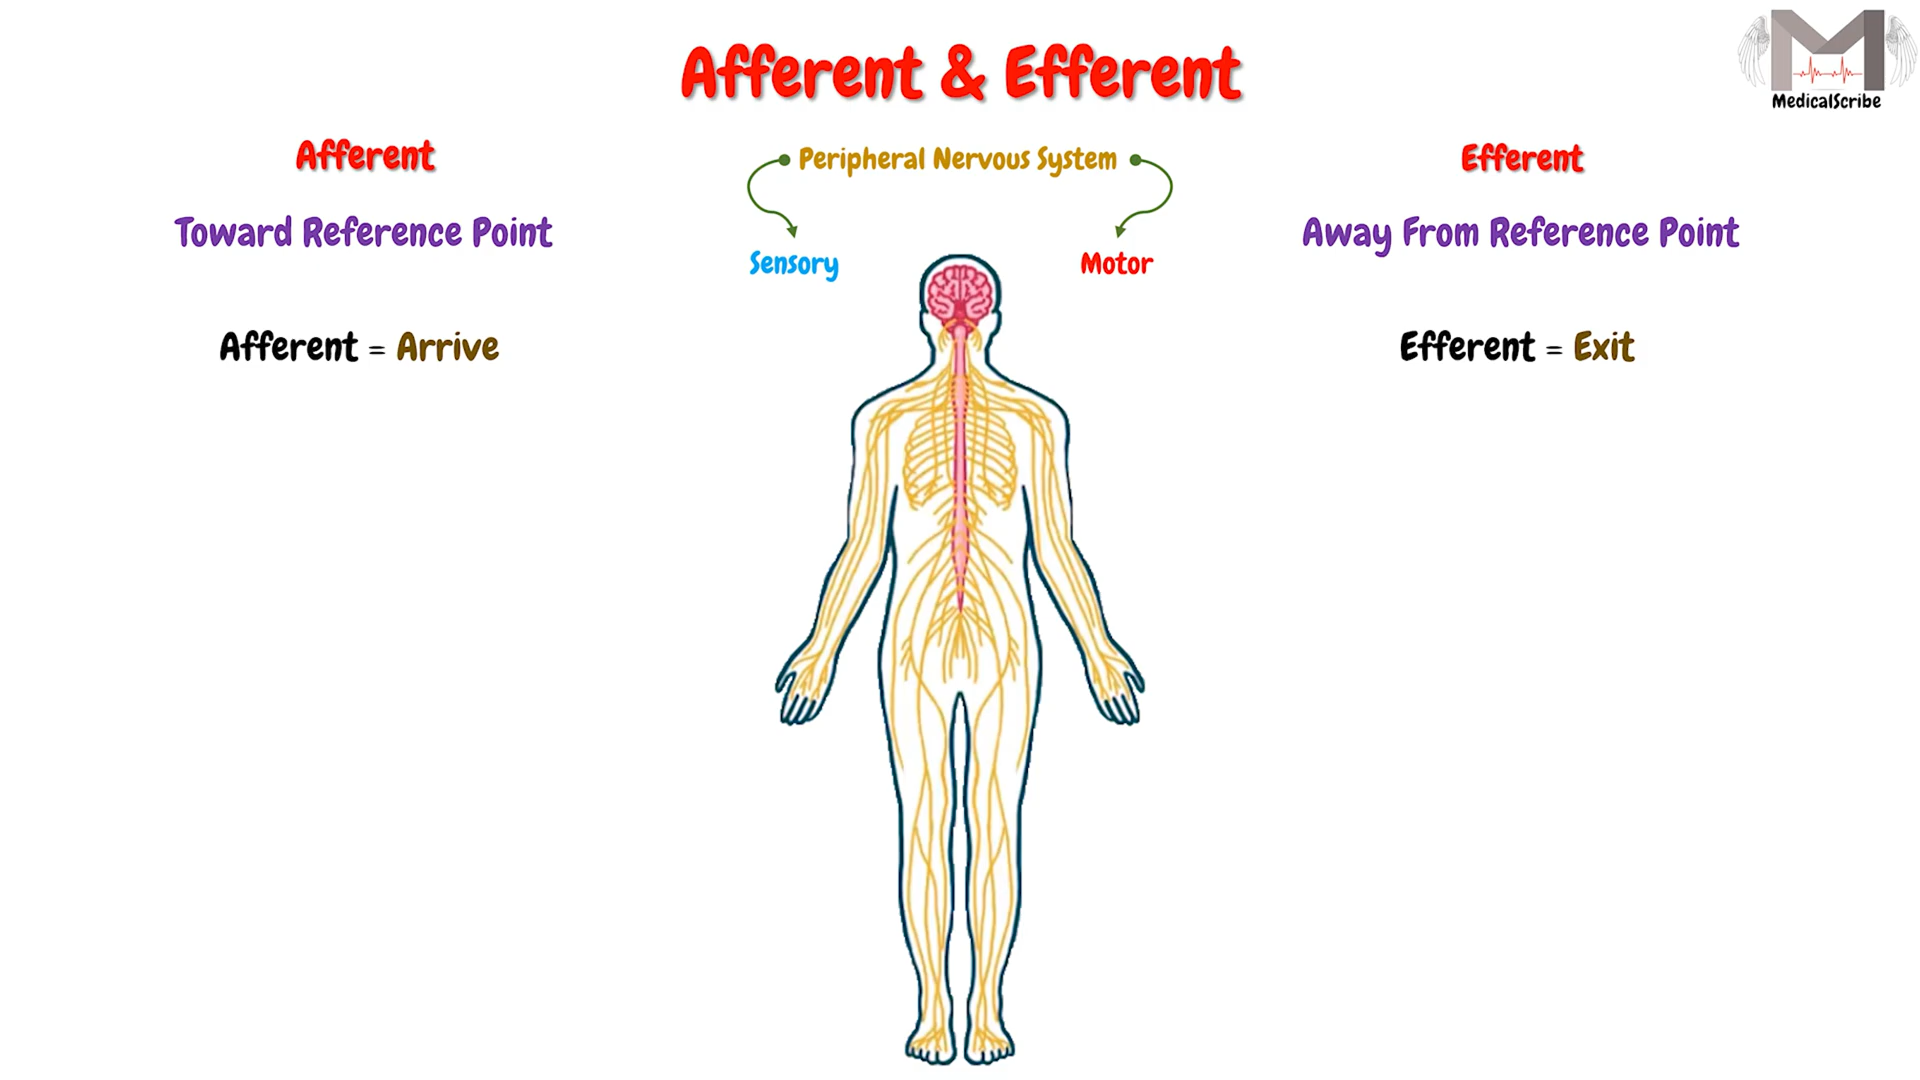 Afferent & Efferent
MedicalScribe
Afferent
Toward Reference Point
Afferent = Arrive
Peripheral Nervous System
Sensory
Motor
Efferent
Away From Reference Point
Efferent = Exit